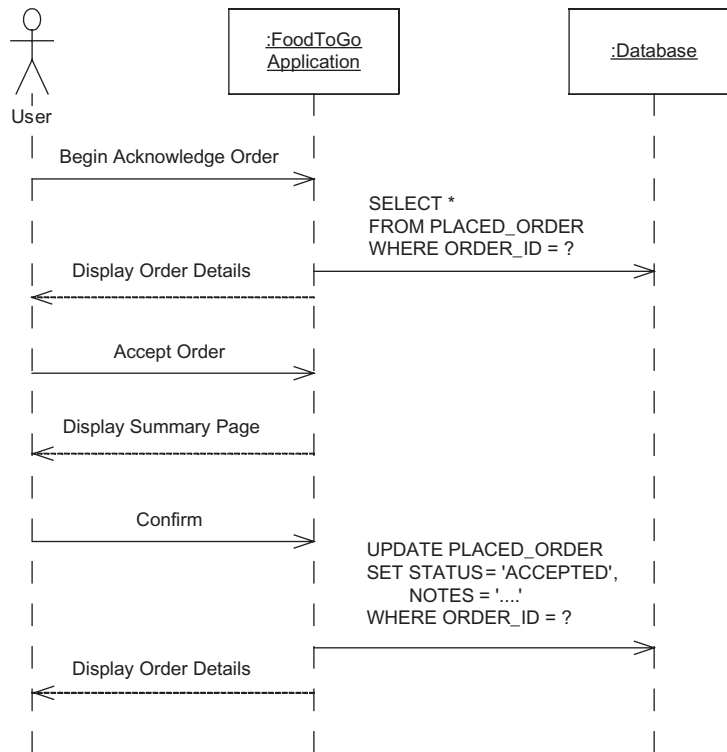 :FoodToGo
Application
:Database
User
Begin Acknowledge Order
SELECT *
FROM PLACED_ORDER
WHERE ORDER_ID = ?
Display Order Details
Accept Order
Display Summary Page
Confirm
UPDATE PLACED_ORDER
SET STATUS = 'ACCEPTED',
NOTES = '....'
WHERE ORDER_ID = ?
Display Order Details